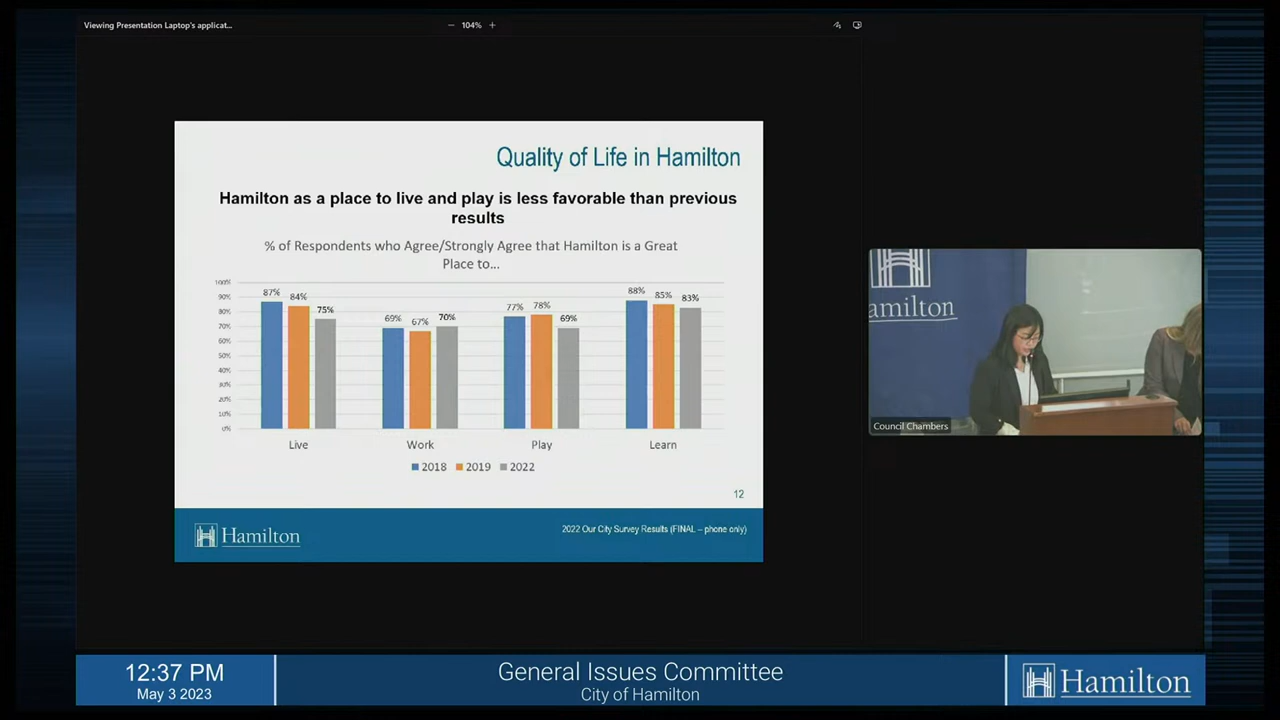 Viewing Presentation Laptop's applicat...
− 104% +
Quality of Life in Hamilton
Hamilton as a place to live and play is less favorable than previous
results
% of Respondents who Agree/Strongly Agree that Hamilton is a Great
Place to...
100%
90%
80%
70%
60%
50%
40%
30%
20%
10%
0%
87% 84% 75%
69% 67% 70%
77% 78% 69%
88% 85% 83%
Live Work Play Learn
2018 2019 2022
12
Hamilton
2022 Our City Survey Results (FINAL – phone only)
amilton
Council Chambers
12:37 PM
May 3 2023
General Issues Committee
City of Hamilton
Hamilton